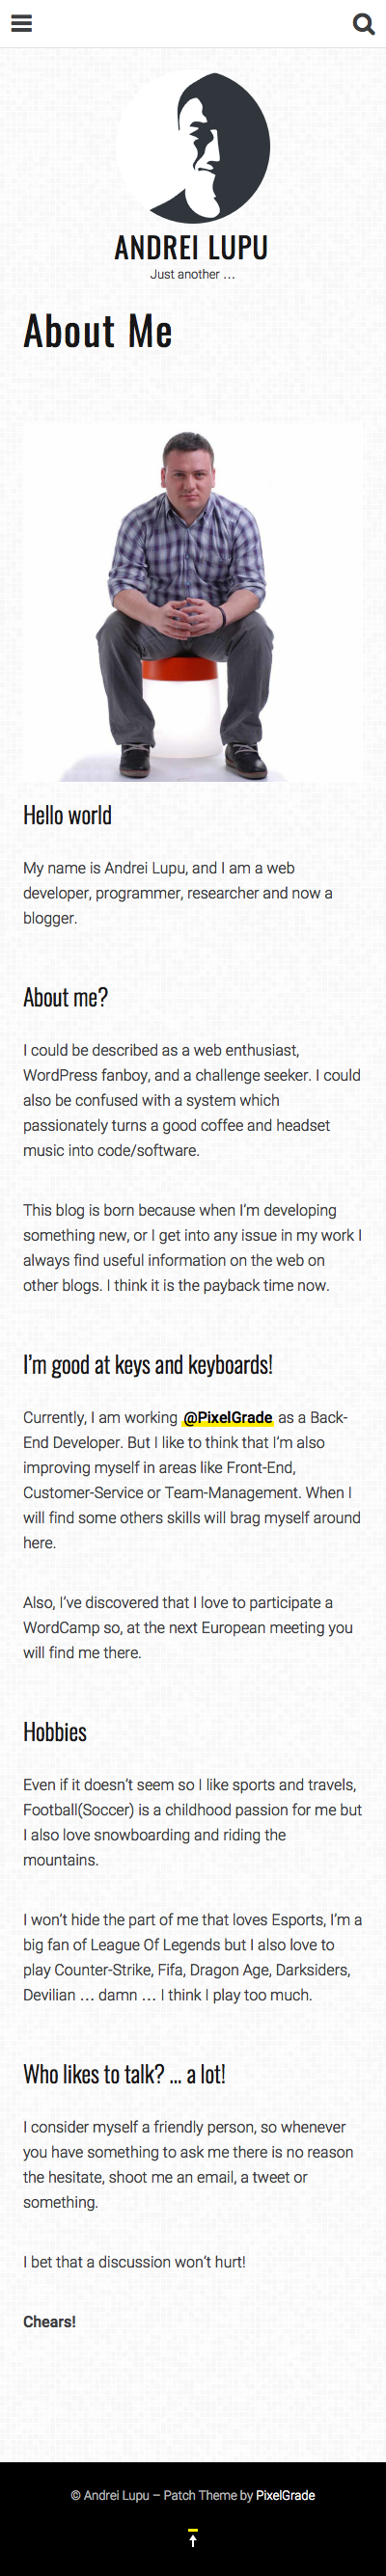 ANDREI LUPU
Just another ...
About Me
Hello world
My name is Andrei Lupu, and I am a web
developer, programmer, researcher and now a
blogger.
About me?
I could be described as a web enthusiast,
WordPress fanboy, and a challenge seeker. I could
also be confused with a system which
passionately turns a good coffee and headset
music into code/software.
This blog is born because when I'm developing
something new, or I get into any issue in my work I
always find useful information on the web on
other blogs. I think it is the payback time now.
I'm good at keys and keyboards!
Currently, I am working @PixelGrade as a Back-
End Developer. But I like to think that I'm also
improving myself in areas like Front-End,
Customer-Service or Team-Management. When I
will find some others skills will brag myself around
here.
Also, I've discovered that I love to participate a
WordCamp so, at the next European meeting you
will find me there.
Hobbies
Even if it doesn't seem so I like sports and travels,
Football(Soccer) is a childhood passion for me but
I also love snowboarding and riding the
mountains.
I won't hide the part of me that loves Esports, I'm a
big fan of League Of Legends but I also love to
play Counter-Strike, Fifa, Dragon Age, Darksiders,
Devilian ... damn ... I think I play too much.
Who likes to talk? ... a lot!
I consider myself a friendly person, so whenever
you have something to ask me there is no reason
the hesitate, shoot me an email, a tweet or
something.
I bet that a discussion won't hurt!
Chears!
© Andrei Lupu – Patch Theme by PixelGrade